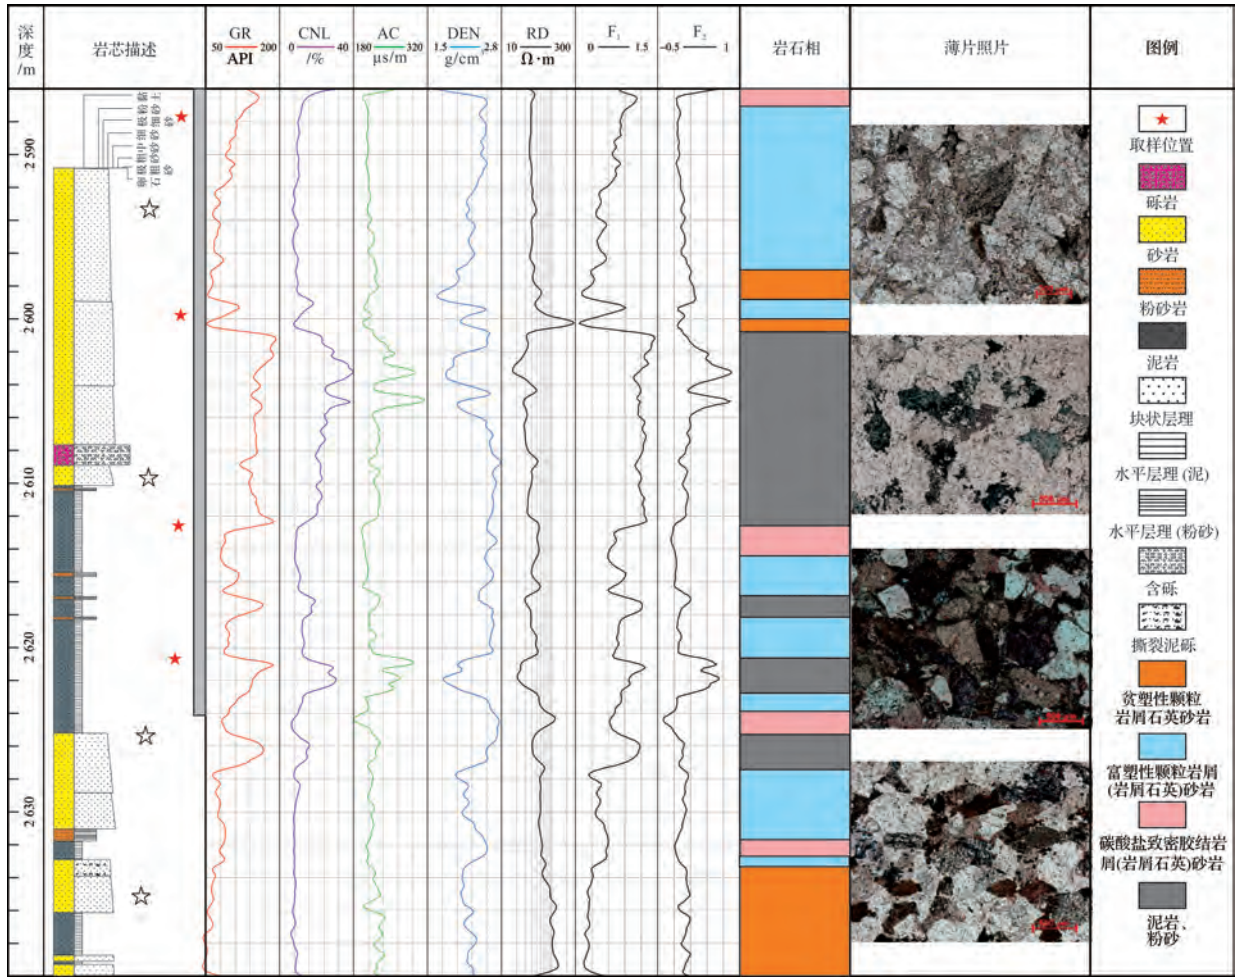 深度/m
岩芯描述
GR
50 200
API
CNL
0 40
/%
AC
180 320
μs/m
DEN
1.5 2.8
g/cm³
RD
10 300
Ω·m
F₁
0 1.5
F₂
-0.5 1
岩石相
薄片照片
图例
2 590
2 600
2 610
2 620
2 630
取样位置
砾岩
砂岩
粉砂岩
泥岩
块状层理
水平层理(泥)
水平层理(粉砂)
含砾
撕裂泥砾
贫塑性颗粒
岩屑石英砂岩
富塑性颗粒岩屑
(岩屑石英)砂岩
碳酸盐致密胶结岩
屑(岩屑石英)砂岩
泥岩、
粉砂